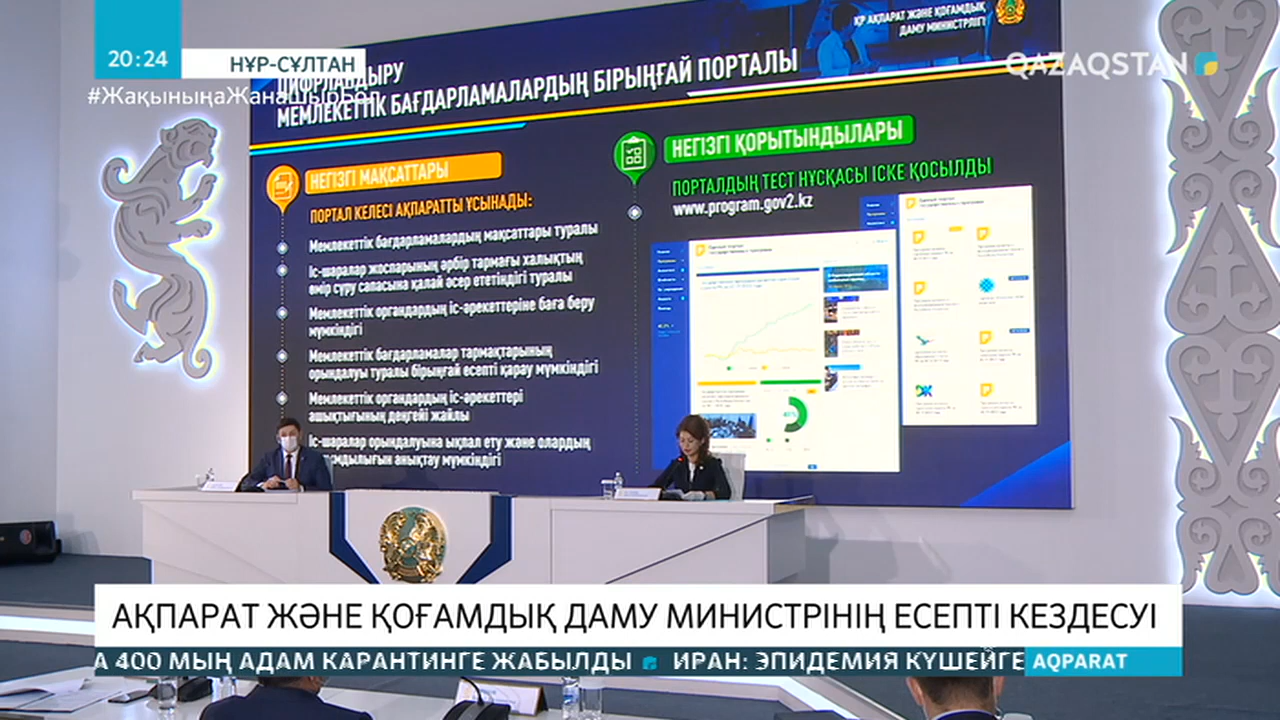 20:24
НҰР-СҰЛТАН
#ЖақыныңаЖанашырБол
QAZAQSTAN
ҚР АҚПАРАТ ЖӘНЕ ҚОҒАМДЫҚ
ДАМУ МИНИСТРЛІГІ
ЦИФРЛАНДЫРУ
МЕМЛЕКЕТТІК БАҒДАРЛАМАЛАРДЫҢ БІРЫҢҒАЙ ПОРТАЛЫ
НЕГІЗГІ МАҚСАТТАРЫ
ПОРТАЛ КЕЛЕСІ АҚПАРАТТЫ ҰСЫНАДЫ:
Мемлекеттік бағдарламалардың мақсаттары туралы
Іс-шаралар жоспарының әрбір тармағы халықтың
өмір сүру сапасына қалай әсер ететіндігі туралы
Мемлекеттік органдардың іс-әрекеттеріне баға беру
мүмкіндігі
Мемлекеттік бағдарламалар тармақтарының
орындалуы туралы бірыңғай есепті қарау мүмкіндігі
Мемлекеттік органдардың іс-әрекеттері
ашықтығының деңгейі жайлы
Іс-шаралар орындалуына ықпал ету және олардың
мүмкіндігі
НЕГІЗГІ ҚОРЫТЫНДЫЛАРЫ
ПОРТАЛДЫҢ ТЕСТ НҰСҚАСЫ ІСКЕ ҚОСЫЛДЫ
www.program.gov2.kz
АҚПАРАТ ЖӘНЕ ҚОҒАМДЫҚ ДАМУ МИНИСТРІНІҢ ЕСЕПТІ КЕЗДЕСУІ
А 400 МЫҢ АДАМ КАРАНТИНГЕ ЖАБЫЛДЫ ИРАН: ЭПИДЕМИЯ КҮШЕЙГЕ
AQPARAT